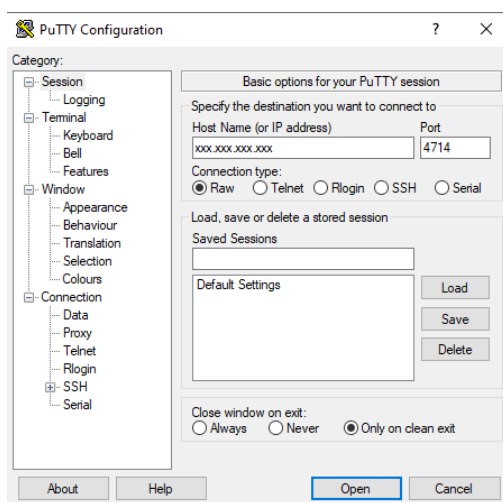 PuTTY Configuration
?
Category:
Session
Logging
Terminal
Keyboard
Bell
Features
Window
Appearance
Behaviour
Translation
Selection
Colours
Connection
Data
Proxy
Telnet
Rlogin
SSH
Serial
Basic options for your PuTTY session
Specify the destination you want to connect to
Host Name (or IP address) Port
xxx.xxx.xxx.xxx 4714
Connection type:
Raw Telnet Rlogin SSH Serial
Load, save or delete a stored session
Saved Sessions
Default Settings
Load
Save
Delete
Close window on exit:
Always Never Only on clean exit
About Help Open Cancel